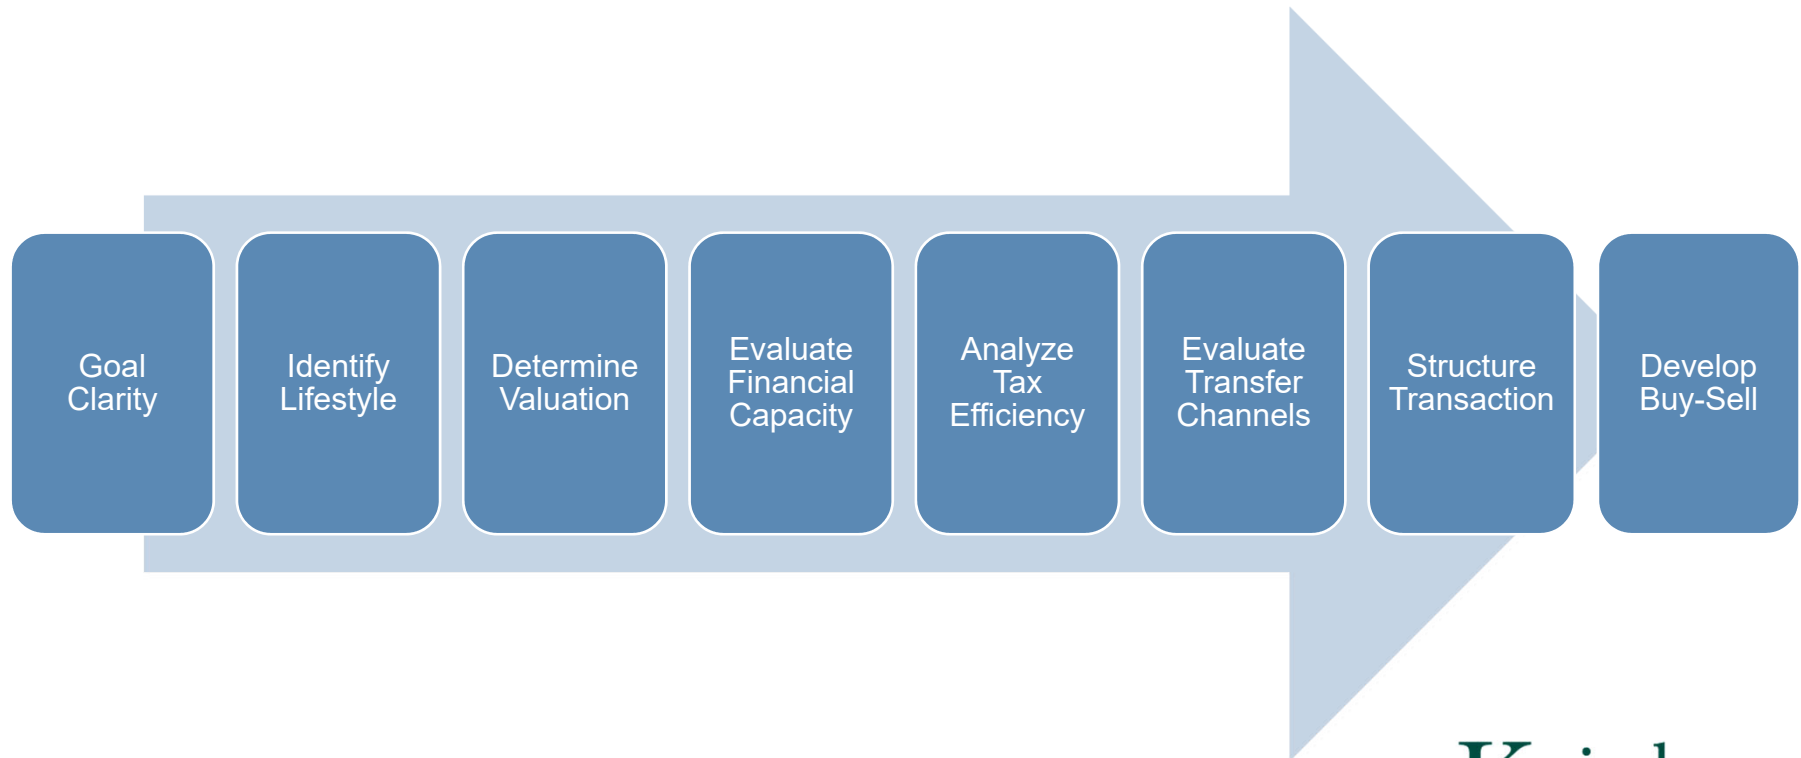 Goal
Clarity
Identify
Lifestyle
Determine
Valuation
Evaluate
Financial
Capacity
Analyze
Tax
Efficiency
Evaluate
Transfer
Channels
Structure
Transaction
Develop
Buy-Sell